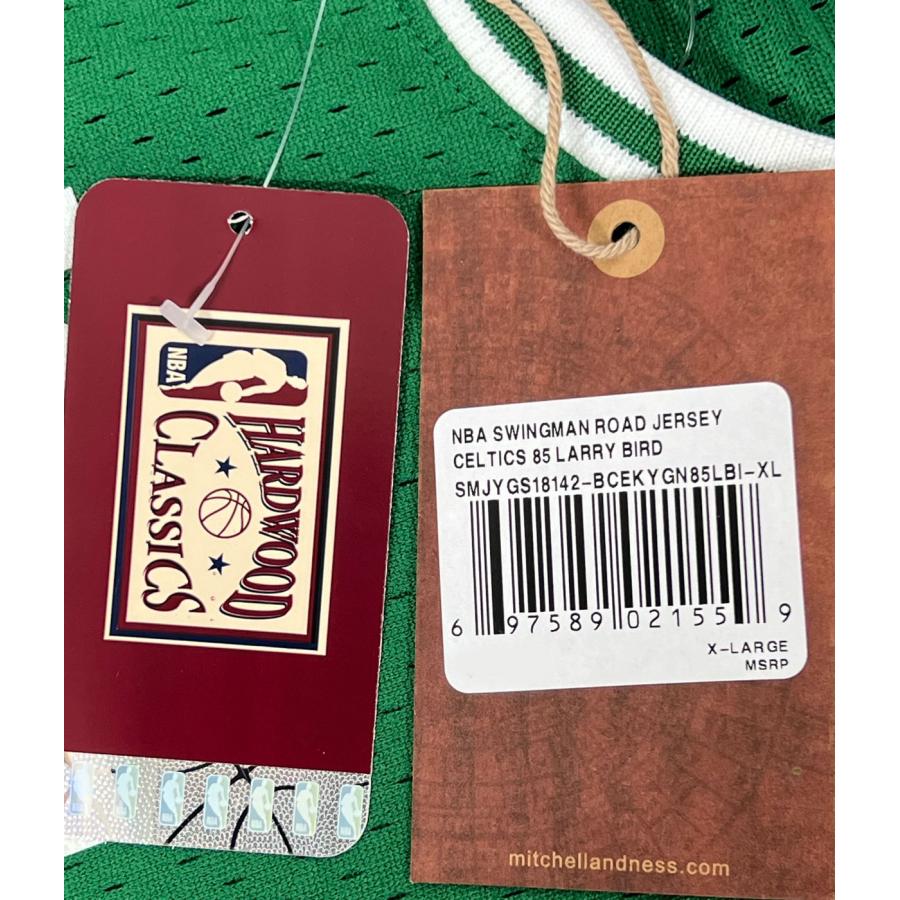 NBA
HARDWOOD
CLASSICS
NBA SWINGMAN ROAD JERSEY
CELTICS 85 LARRY BIRD
SMJYGS18142-BCEKYGN85LBI-XL
6 97589 02155 9
X-LARGE
MSRP
mitchellandness.com